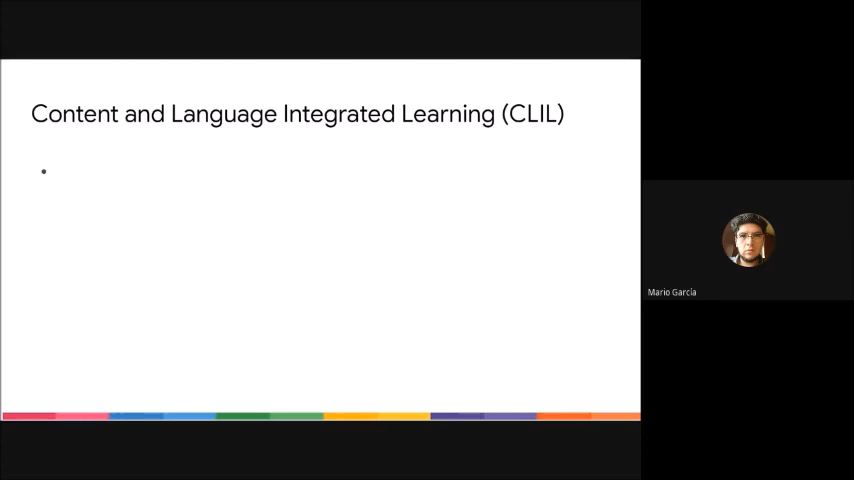 Content and Language Integrated Learning (CLIL)
•
Mario García